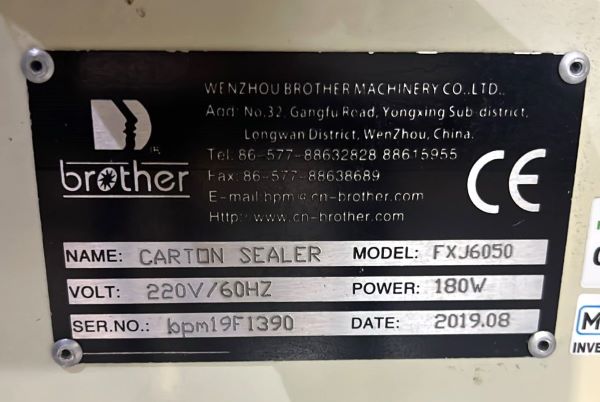 WENZHOU BROTHER MACHINERY CO.,LTD.,
Add: No.32, Gangfu Road, Yongxing Sub-district,
Longwan District, WenZhou, China.
Tel: 86-577-88632828 88615955
Fax: 86-577-88638689
E-mail:bpm@cn-brother.com
Http: www.cn-brother.com
brother
CE
NAME: CARTON SEALER MODEL: FXJ6050
VOLT: 220V/60HZ POWER: 180W
SER.NO.: bpm19F1390 DATE: 2019.08